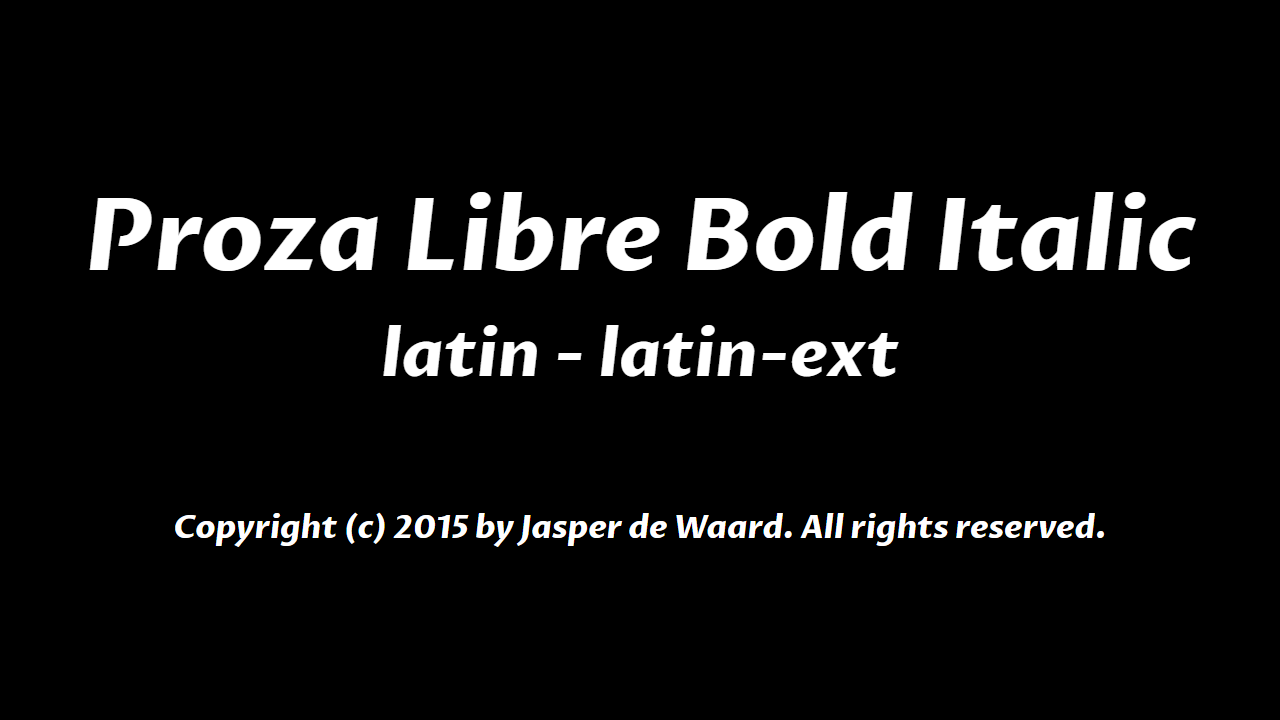 Proza Libre Bold Italic
latin - latin-ext
Copyright (c) 2015 by Jasper de Waard. All rights reserved.